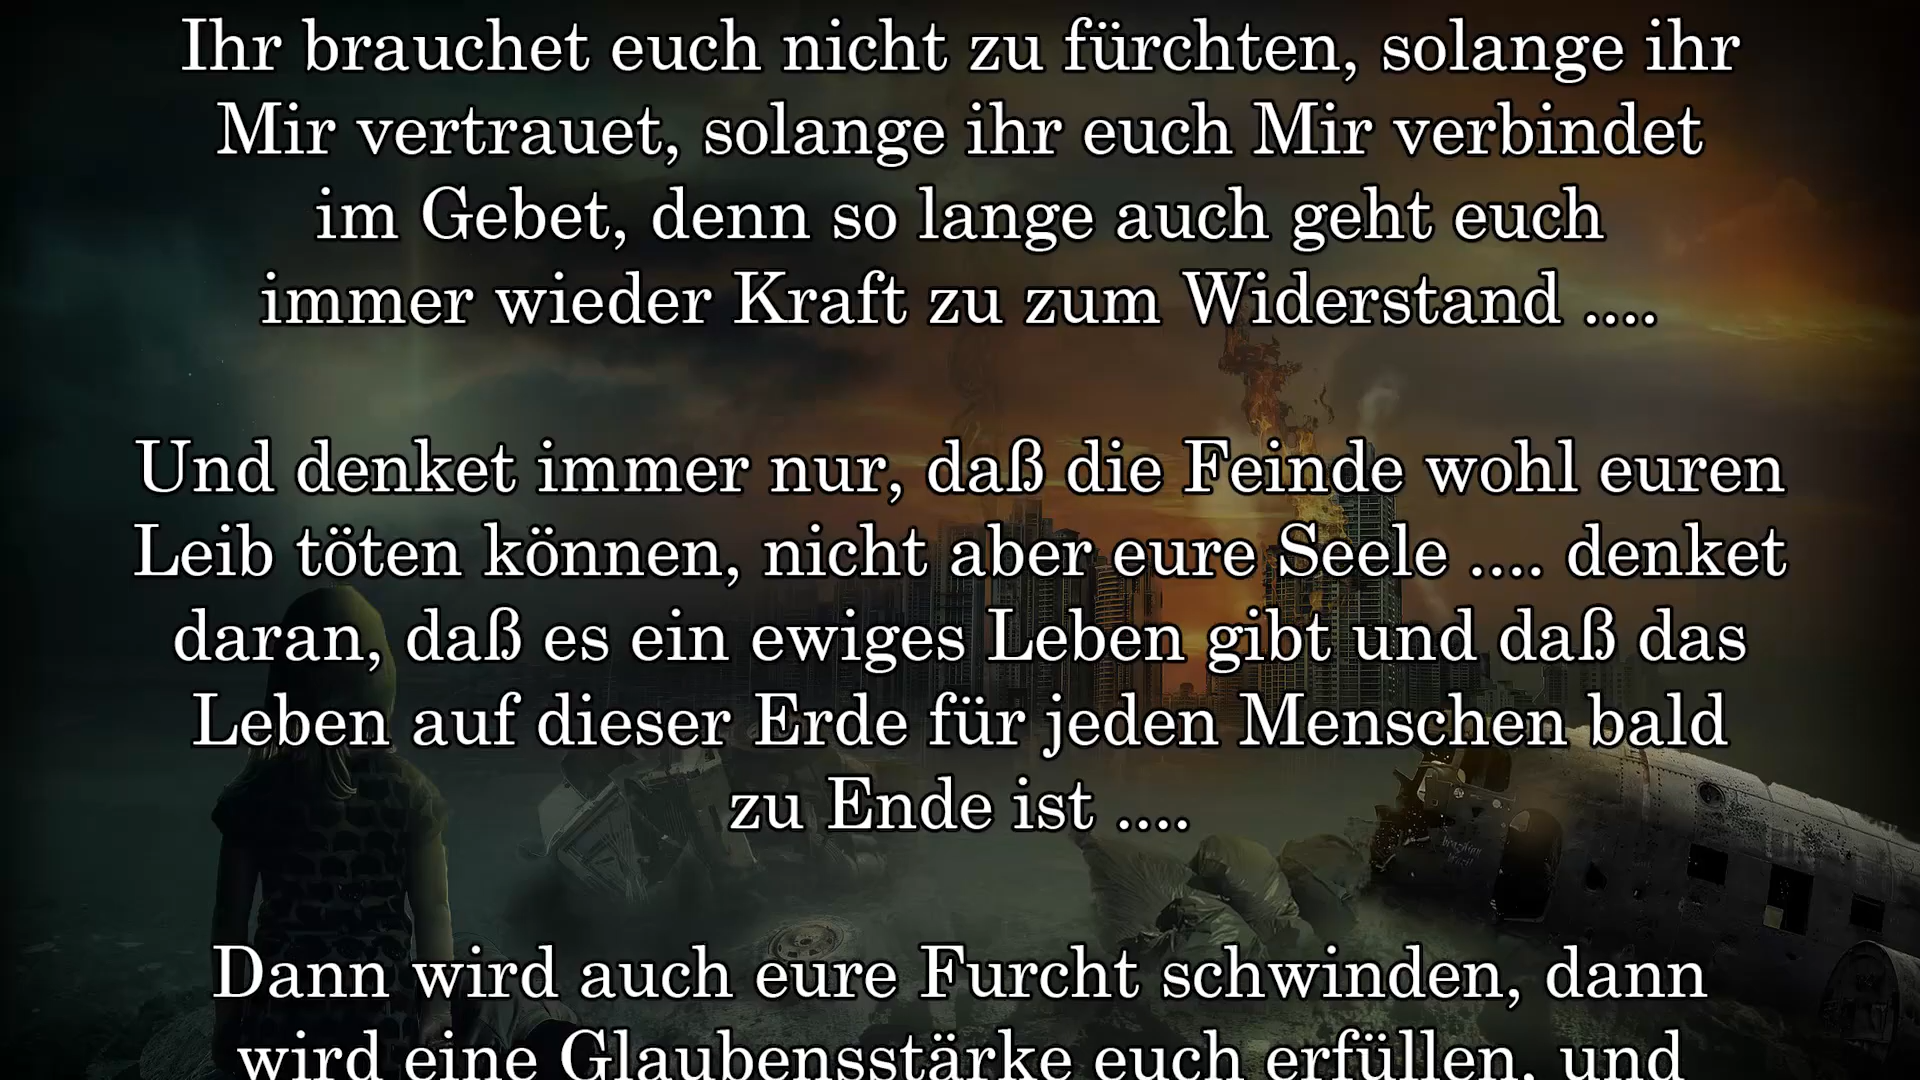 Ihr brauchet euch nicht zu fürchten, solange ihr
Mir vertrauet, solange ihr euch Mir verbindet
im Gebet, denn so lange auch geht euch
immer wieder Kraft zu zum Widerstand ....
Und denket immer nur, daß die Feinde wohl euren
Leib töten können, nicht aber eure Seele .... denket
daran, daß es ein ewiges Leben gibt und daß das
Leben auf dieser Erde für jeden Menschen bald
zu Ende ist ....
Dann wird auch eure Furcht schwinden, dann
wird eine Glaubensstärke euch erfüllen, und